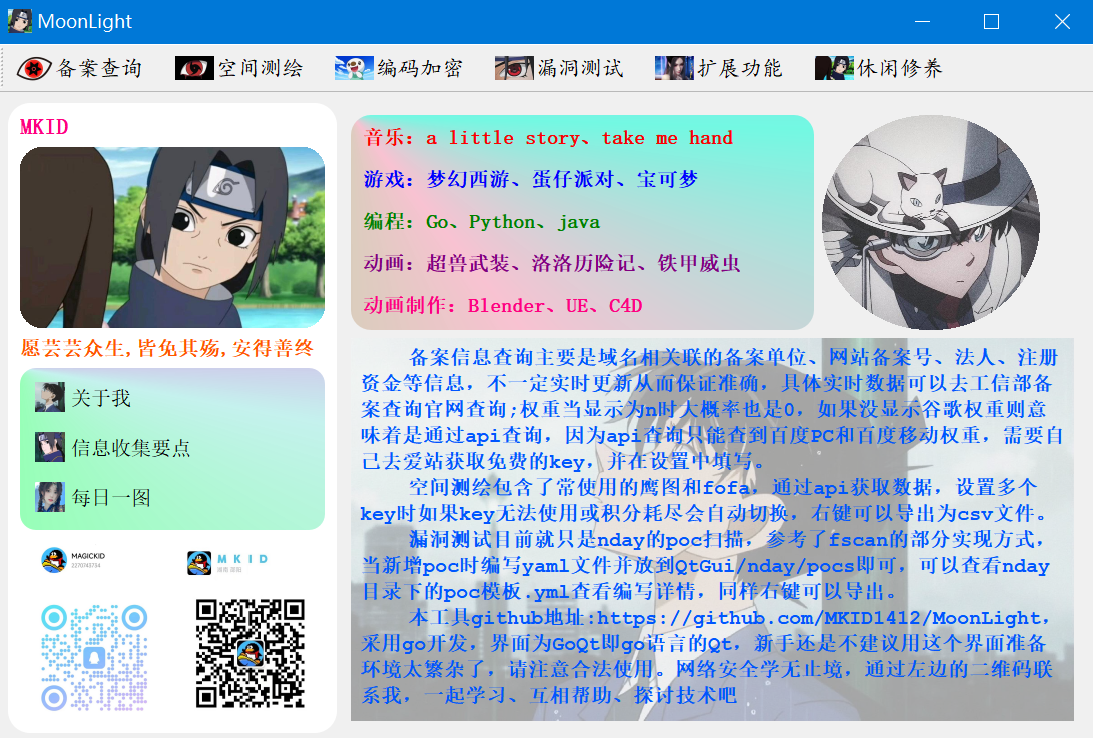 MoonLight
备案查询 空间测绘 编码加密 漏洞测试 扩展功能 休闲修养
MKID
愿芸芸众生,皆免其殇,安得善终
关于我
信息收集要点
每日一图
MAGICKID
2270743734
MKID
音乐：a little story、take me hand
游戏：梦幻西游、蛋仔派对、宝可梦
编程：Go、Python、java
动画：超兽武装、洛洛历险记、铁甲威虫
动画制作：Blender、UE、C4D
备案信息查询主要是域名相关联的备案单位、网站备案号、法人、注册
资金等信息，不一定实时更新从而保证准确，具体实时数据可以去工信部备
案查询官网查询;权重当显示为n时大概率也是0，如果没显示谷歌权重则意
味着是通过api查询，因为api查询只能查到百度PC和百度移动权重，需要自
己去爱站获取免费的key，并在设置中填写。
空间测绘包含了常使用的鹰图和fofa，通过api获取数据，设置多个
key时如果key无法使用或积分耗尽会自动切换，右键可以导出为csv文件。
漏洞测试目前就只是nday的poc扫描，参考了fscan的部分实现方式，
当新增poc时编写yaml文件并放到QtGui/nday/pocs即可，可以查看nday
目录下的poc模板.yml查看编写详情，同样右键可以导出。
本工具github地址:https://github.com/MKID1412/MoonLight，
采用go开发，界面为GoQt即go语言的Qt，新手还是不建议用这个界面准备
环境太繁杂了，请注意合法使用。网络安全学无止境，通过左边的二维码联
系我，一起学习、互相帮助、探讨技术吧